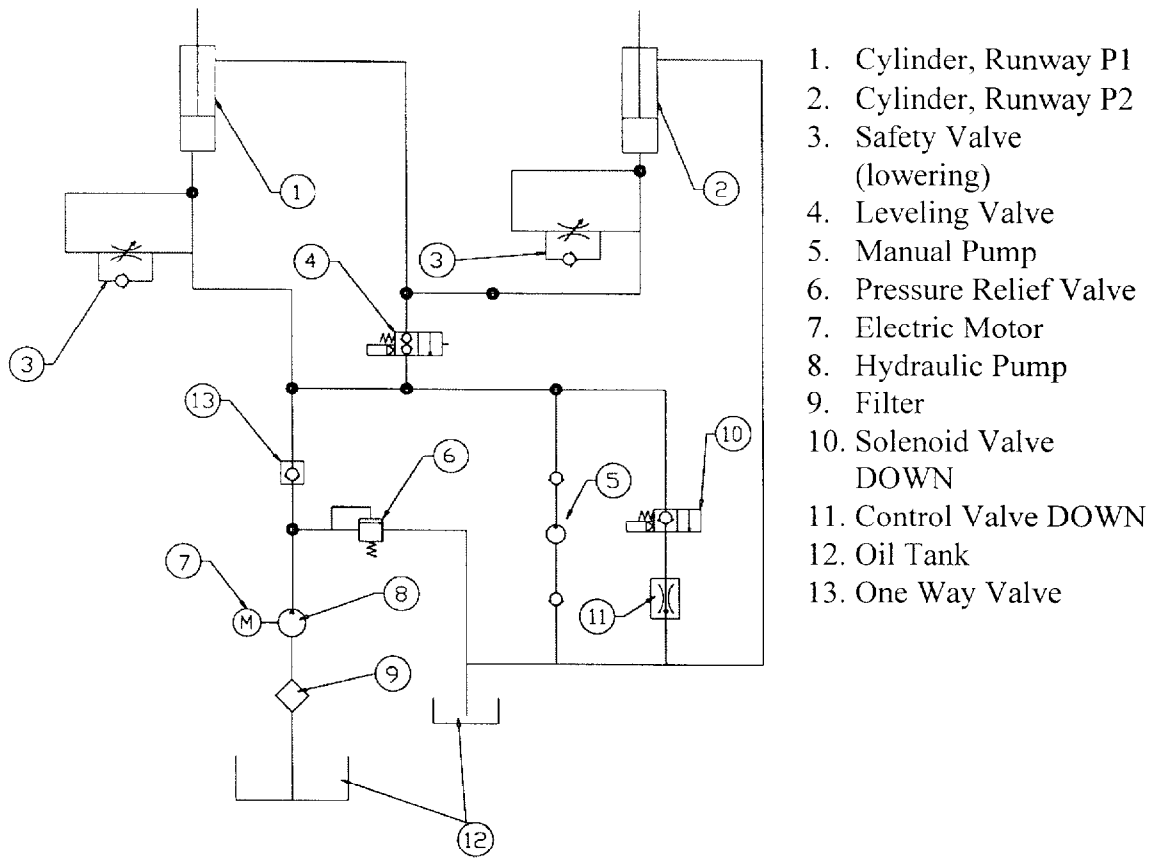 1. Cylinder, Runway P1
2. Cylinder, Runway P2
3. Safety Valve
(lowering)
4. Leveling Valve
5. Manual Pump
6. Pressure Relief Valve
7. Electric Motor
8. Hydraulic Pump
9. Filter
10. Solenoid Valve
DOWN
11. Control Valve DOWN
12. Oil Tank
13. One Way Valve
1
2
3
4
3
13
10
6
5
7
M
8
11
9
12